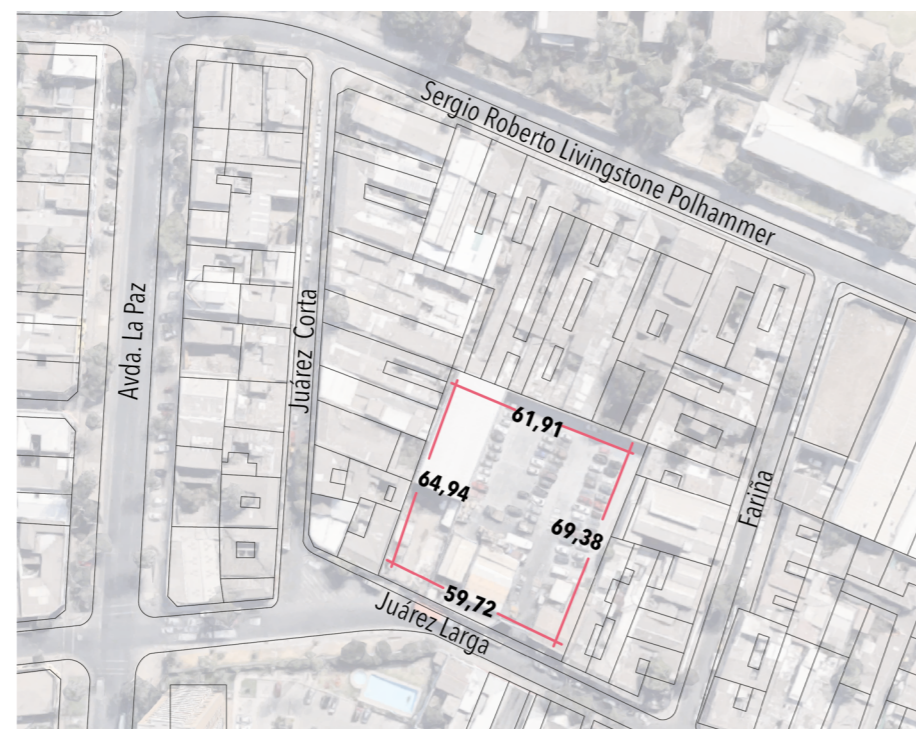 Sergio Roberto Livingstone Polhammer
Avda. La Paz
Juárez Corta
61,91
64,94
69,38
Fariña
59,72
Juárez Larga